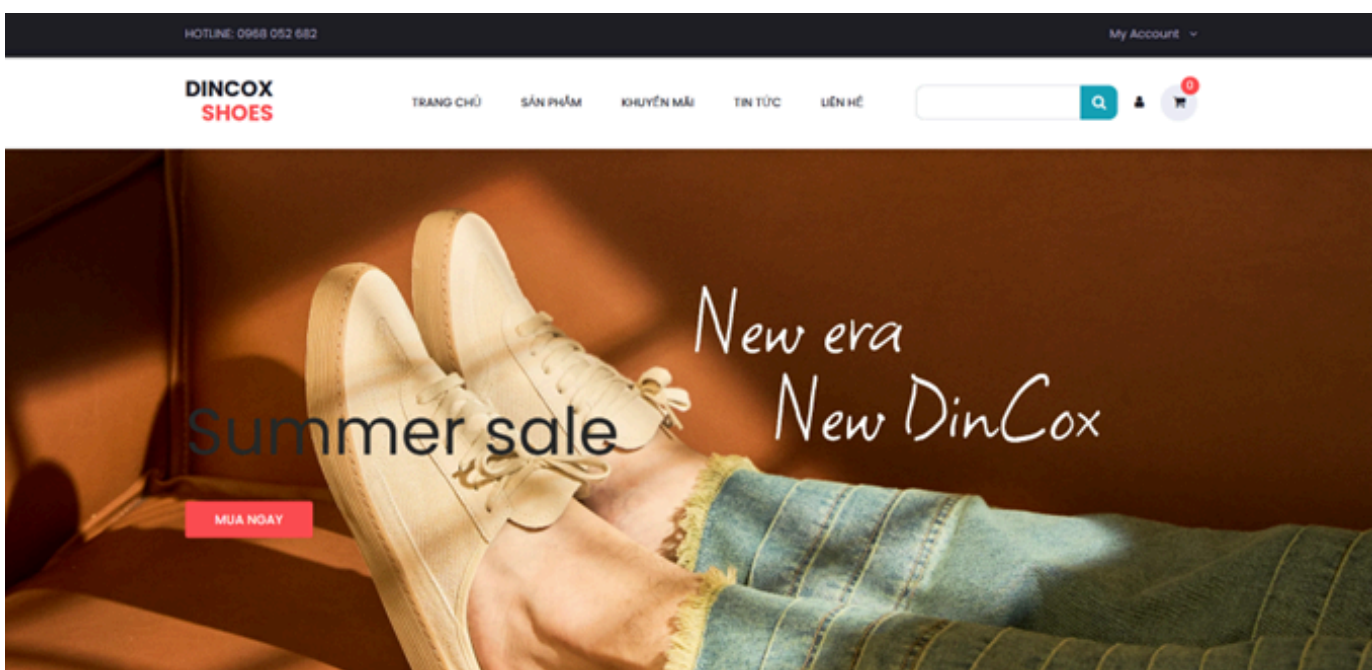 HOTLINE: 0968 052 682
My Account
DINCOX
SHOES
TRANG CHỦ
SẢN PHẨM
KHUYẾN MÃI
TIN TỨC
LIÊN HỆ
0
New era
New DinCox
Summer sale
MUA NGAY